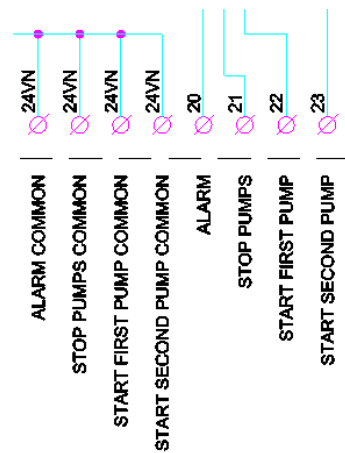 24VN
24VN
24VN
24VN
20
21
22
23
ALARM COMMON
STOP PUMPS COMMON
START FIRST PUMP COMMON
START SECOND PUMP COMMON
ALARM
STOP PUMPS
START FIRST PUMP
START SECOND PUMP